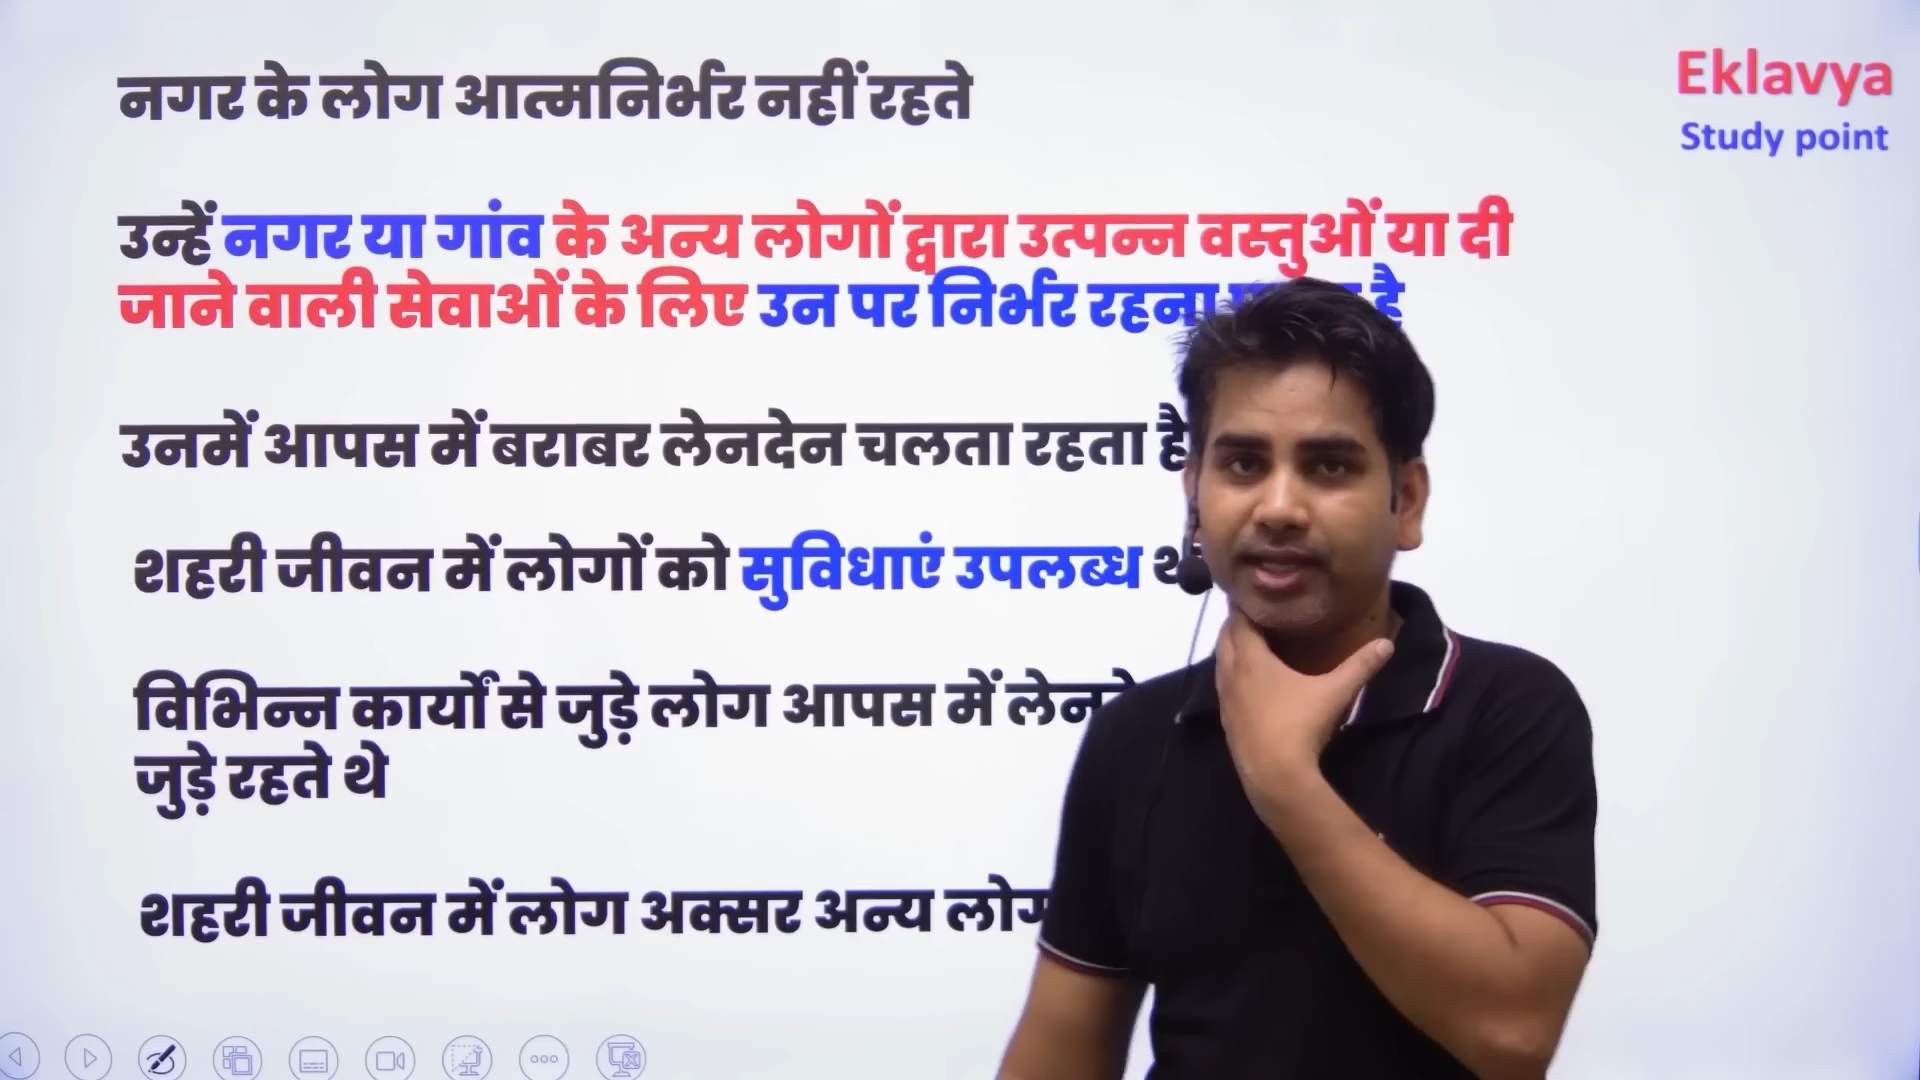 नगर के लोग आत्मनिर्भर नहीं रहते
Eklavya
Study point
उन्हें नगर या गांव के अन्य लोगों द्वारा उत्पन्न वस्तुओं या दी
जाने वाली सेवाओं के लिए उन पर निर्भर रहना है
उनमें आपस में बराबर लेनदेन चलता रहता है
शहरी जीवन में लोगों को सुविधाएं उपलब्ध
विभिन्न कार्यों से जुड़े लोग आपस में
जुड़े रहते थे
शहरी जीवन में लोग अक्सर अन्य